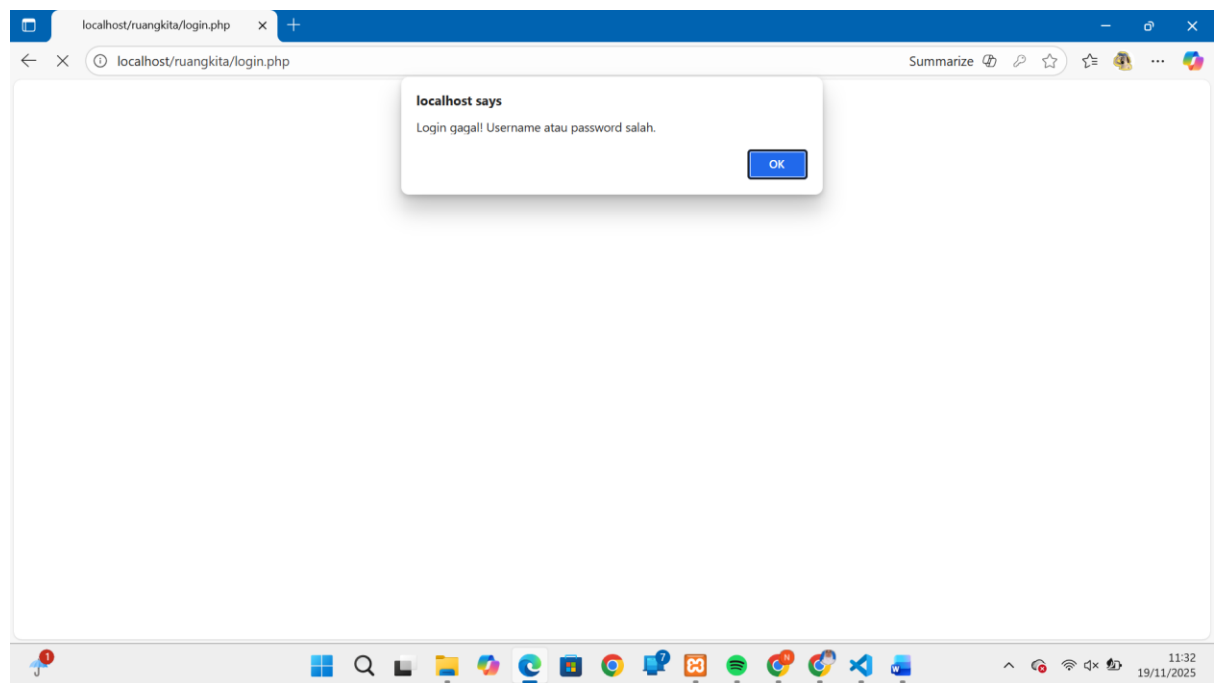 localhost/ruangkita/login.php
localhost/ruangkita/login.php
Summarize
localhost says
Login gagal! Username atau password salah.
OK
1
7
N
W
11:32
19/11/2025